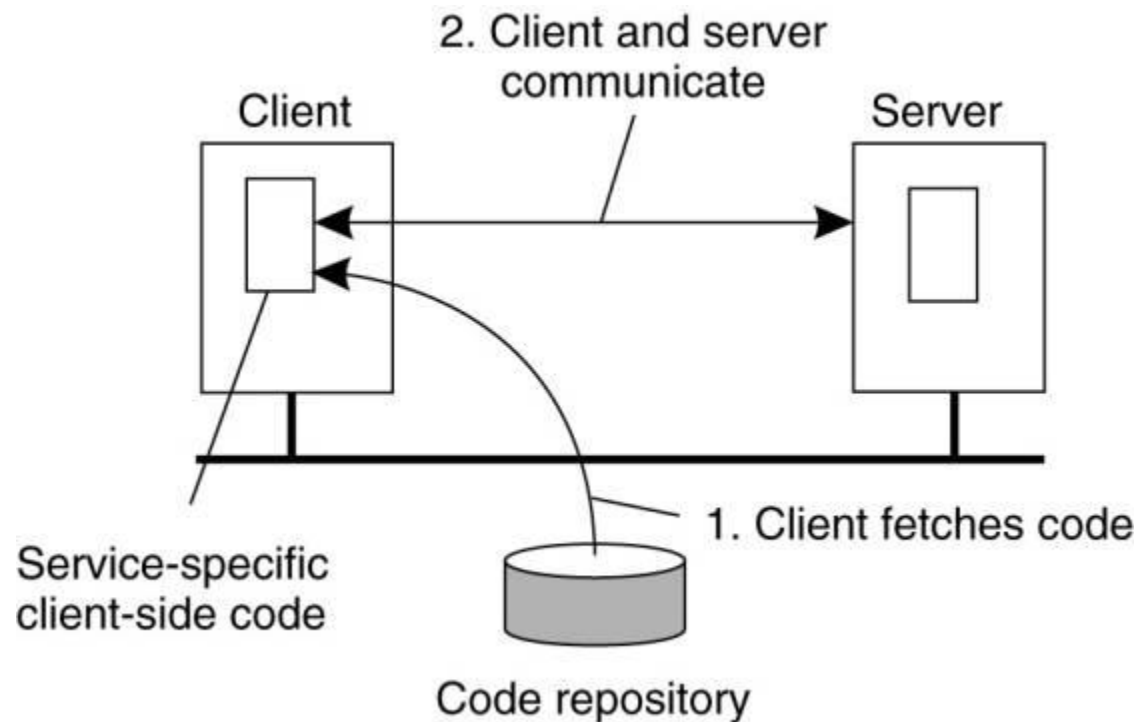 2. Client and server
communicate
Client
Server
1. Client fetches code
Service-specific
client-side code
Code repository